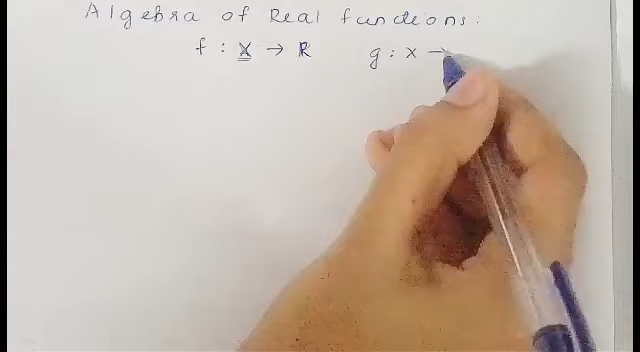 Algebra of Real functions:
f : X → R g : X →